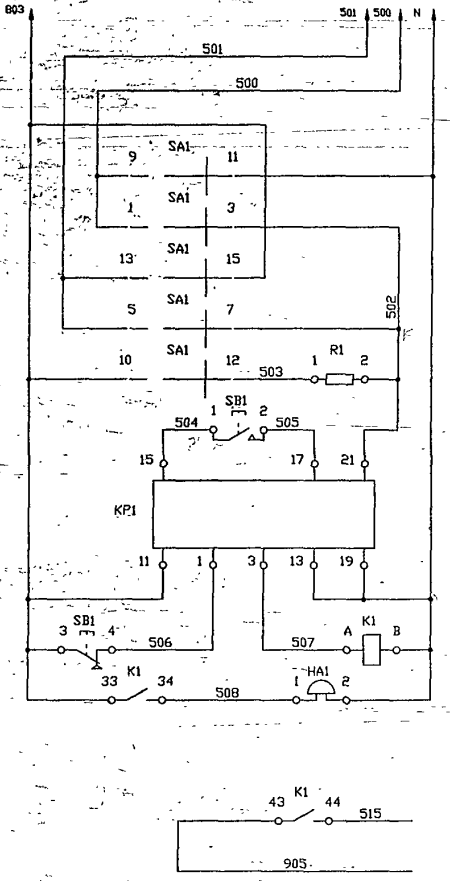 803 501 500 N
501
500
9 SA1 11
SA1
1 3
SA1
13 15
SA1
5 7
502
SA1
10 12 503 1 R1 2
SB1
504 1 2 505
15 17 21
KP1
11 1 3 13 19
SB1 K1
3 4 506 507 A B
K1 HA1
33 34 508 1 2
K1
43 44 515
905